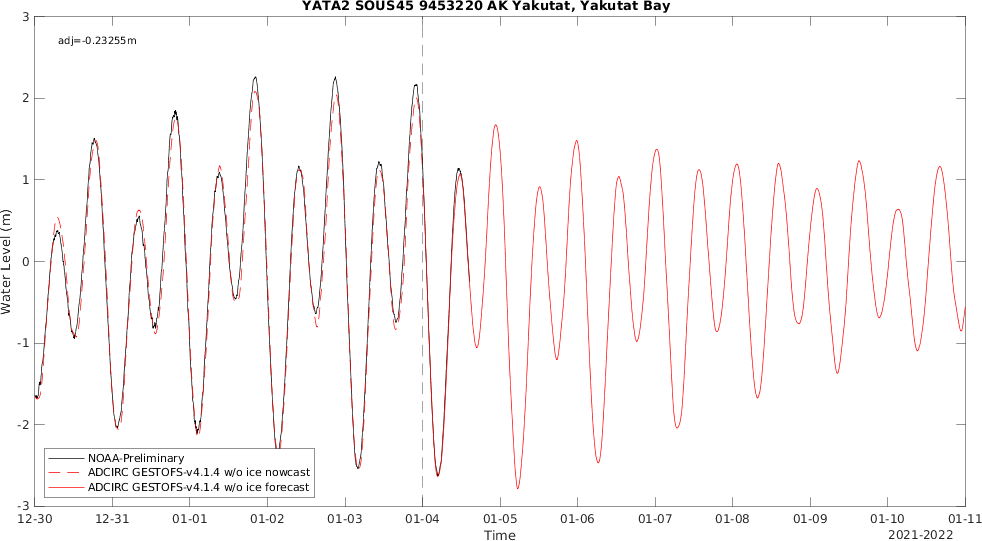 YATA2 SOUS45 9453220 AK Yakutat, Yakutat Bay
adj=-0.23255m
3
2
1
0
-1
-2
-3
Water Level (m)
NOAA-Preliminary
ADCIRC GESTOFS-v4.1.4 w/o ice nowcast
ADCIRC GESTOFS-v4.1.4 w/o ice forecast
12-30 12-31 01-01 01-02 01-03 01-04 01-05 01-06 01-07 01-08 01-09 01-10 01-11
Time
2021-2022